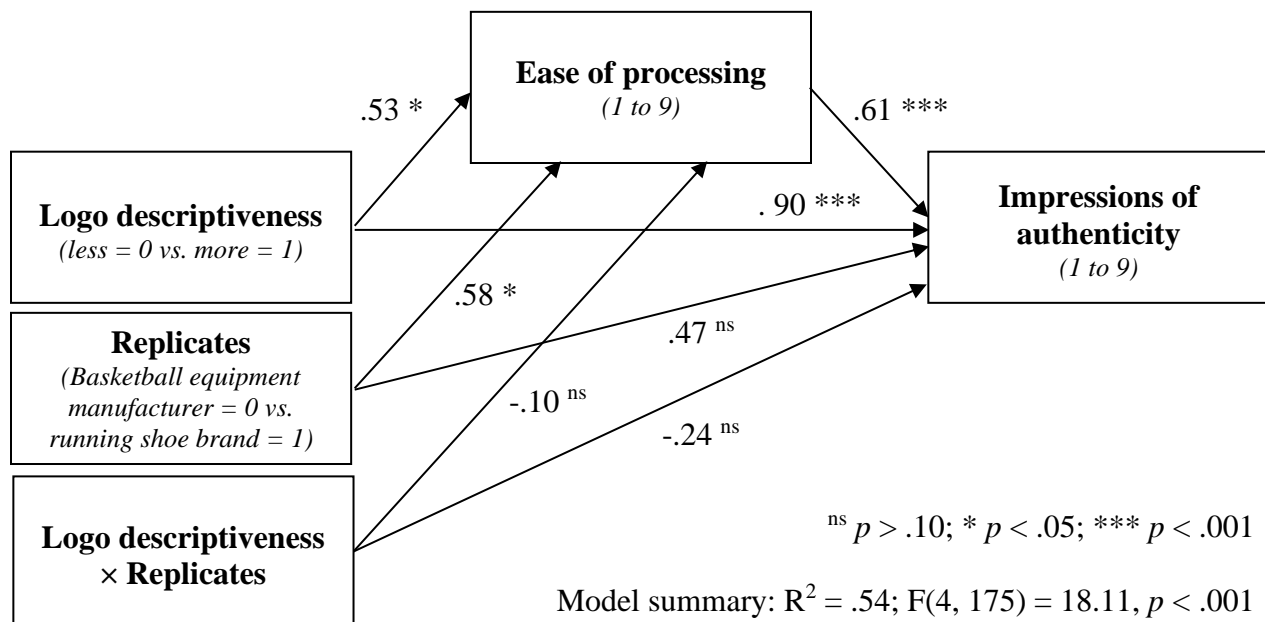 Ease of processing
(1 to 9)
.53 *
.61 ***
Logo descriptiveness
(less = 0 vs. more = 1)
. 90 ***
Impressions of
authenticity
(1 to 9)
.58 *
Replicates
(Basketball equipment
manufacturer = 0 vs.
running shoe brand = 1)
.47 ns
-.10 ns
-.24 ns
Logo descriptiveness
× Replicates
ns p > .10; * p < .05; *** p < .001
Model summary: R2 = .54; F(4, 175) = 18.11, p < .001